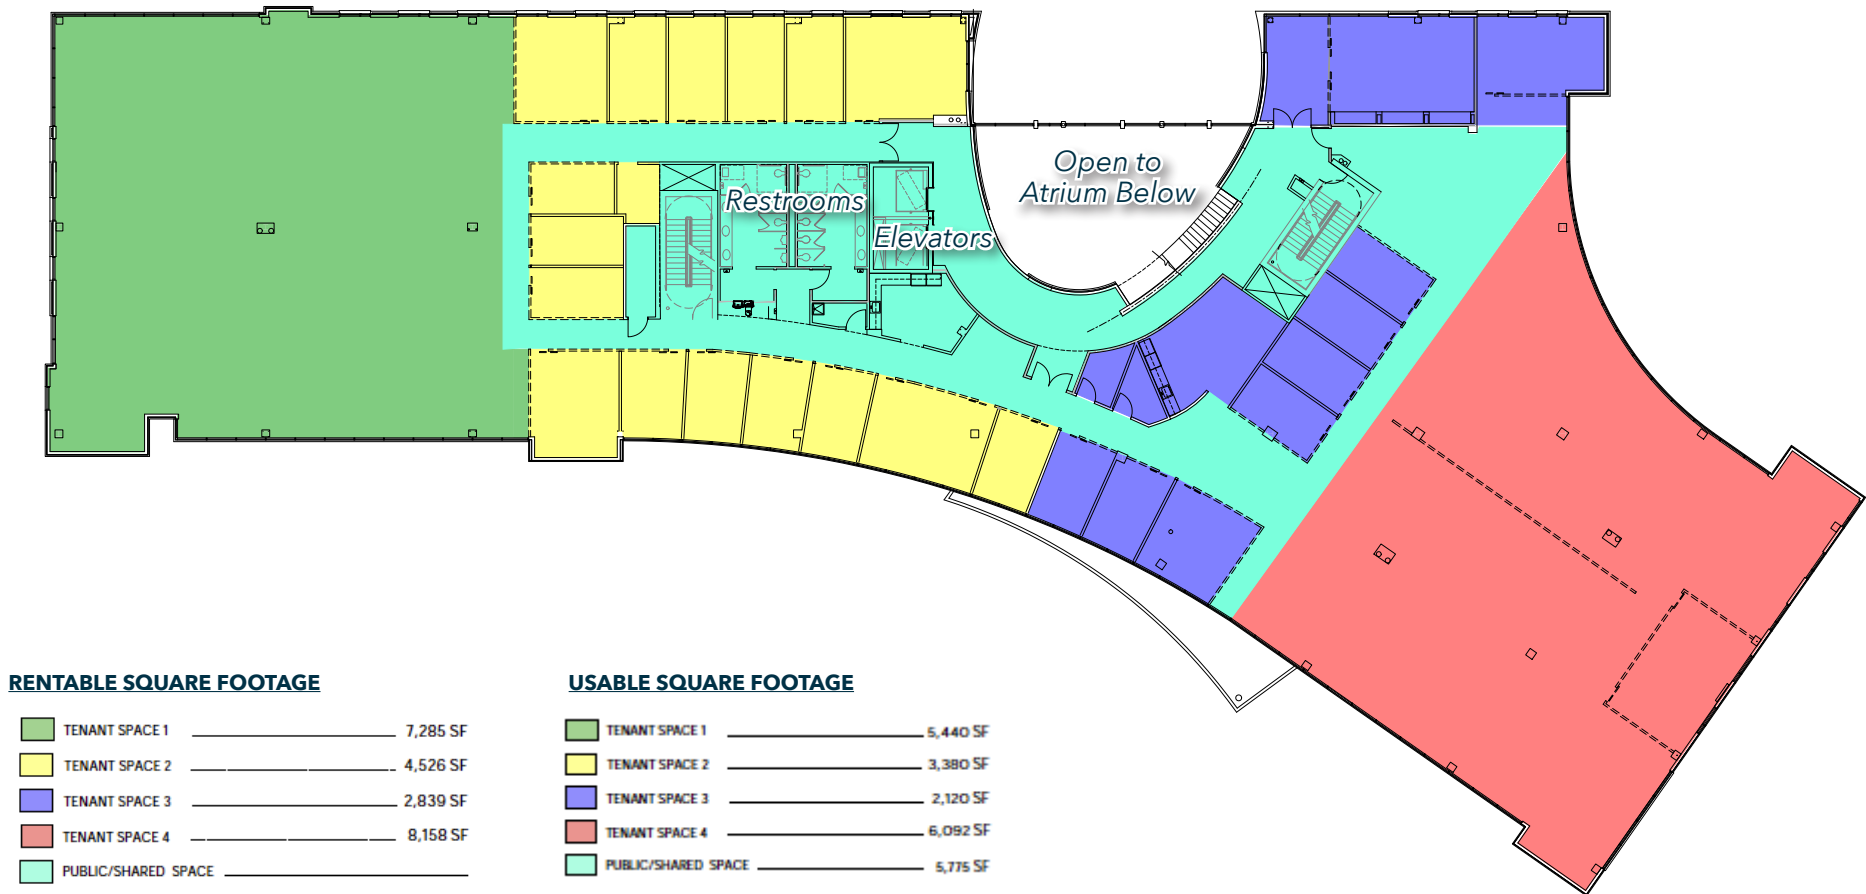 Open to
Atrium Below
Restrooms
Elevators
RENTABLE SQUARE FOOTAGE
TENANT SPACE 1 7,285 SF
TENANT SPACE 2 4,526 SF
TENANT SPACE 3 2,839 SF
TENANT SPACE 4 8,158 SF
PUBLIC/SHARED SPACE
USABLE SQUARE FOOTAGE
TENANT SPACE 1 5,440 SF
TENANT SPACE 2 3,380 SF
TENANT SPACE 3 2,120 SF
TENANT SPACE 4 6,092 SF
PUBLIC/SHARED SPACE 5,775 SF